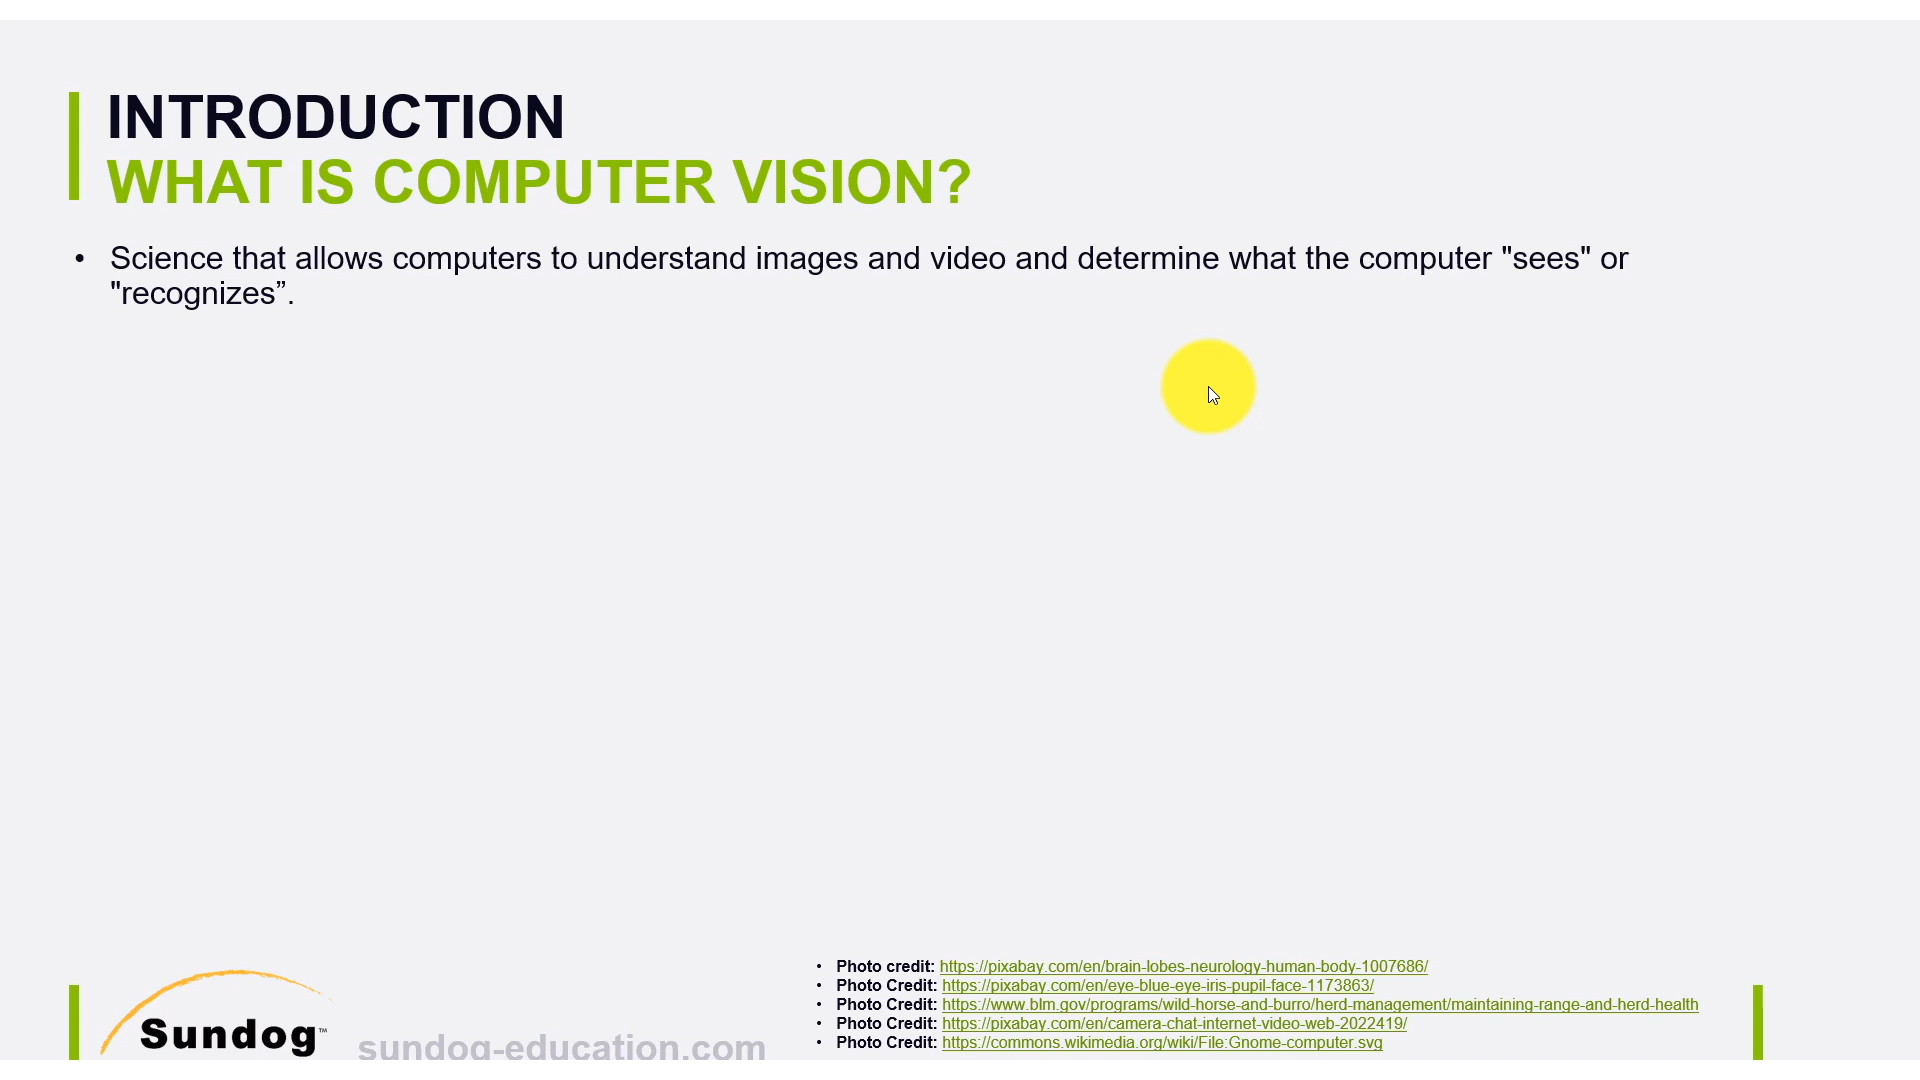 INTRODUCTION
WHAT IS COMPUTER VISION?
• Science that allows computers to understand images and video and determine what the computer "sees" or
"recognizes”.
• Photo credit: https://pixabay.com/en/brain-lobes-neurology-human-body-1007686/
• Photo Credit: https://pixabay.com/en/eye-blue-eye-iris-pupil-face-1173863/
• Photo Credit: https://www.blm.gov/programs/wild-horse-and-burro/herd-management/maintaining-range-and-herd-health
• Photo Credit: https://pixabay.com/en/camera-chat-internet-video-web-2022419/
• Photo Credit: https://commons.wikimedia.org/wiki/File:Gnome-computer.svg
Sundog™
sundog-education.com